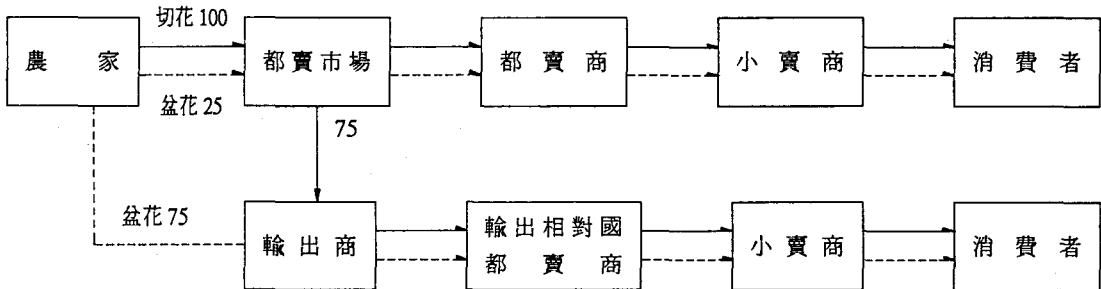 切花 100
農家
都賣市場
都賣商
小賣商
消費者
盆花 25
75
盆花 75
輸出商
輸出相對國
都賣商
小賣商
消費者